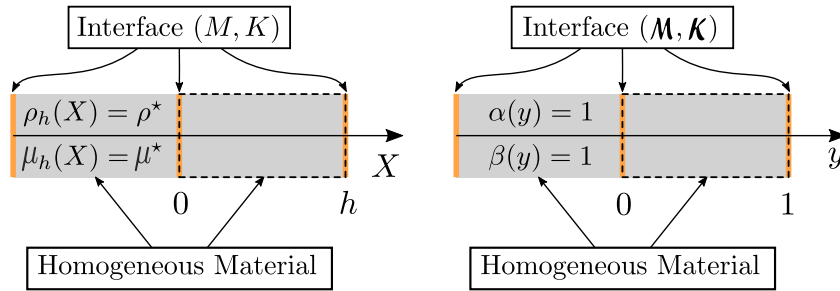 Interface (M, K)
ρ_h(X) = ρ⋆
μ_h(X) = μ⋆
X
0
h
Homogeneous Material
Interface (𝓜, 𝓚)
α(y) = 1
β(y) = 1
y
0
1
Homogeneous Material